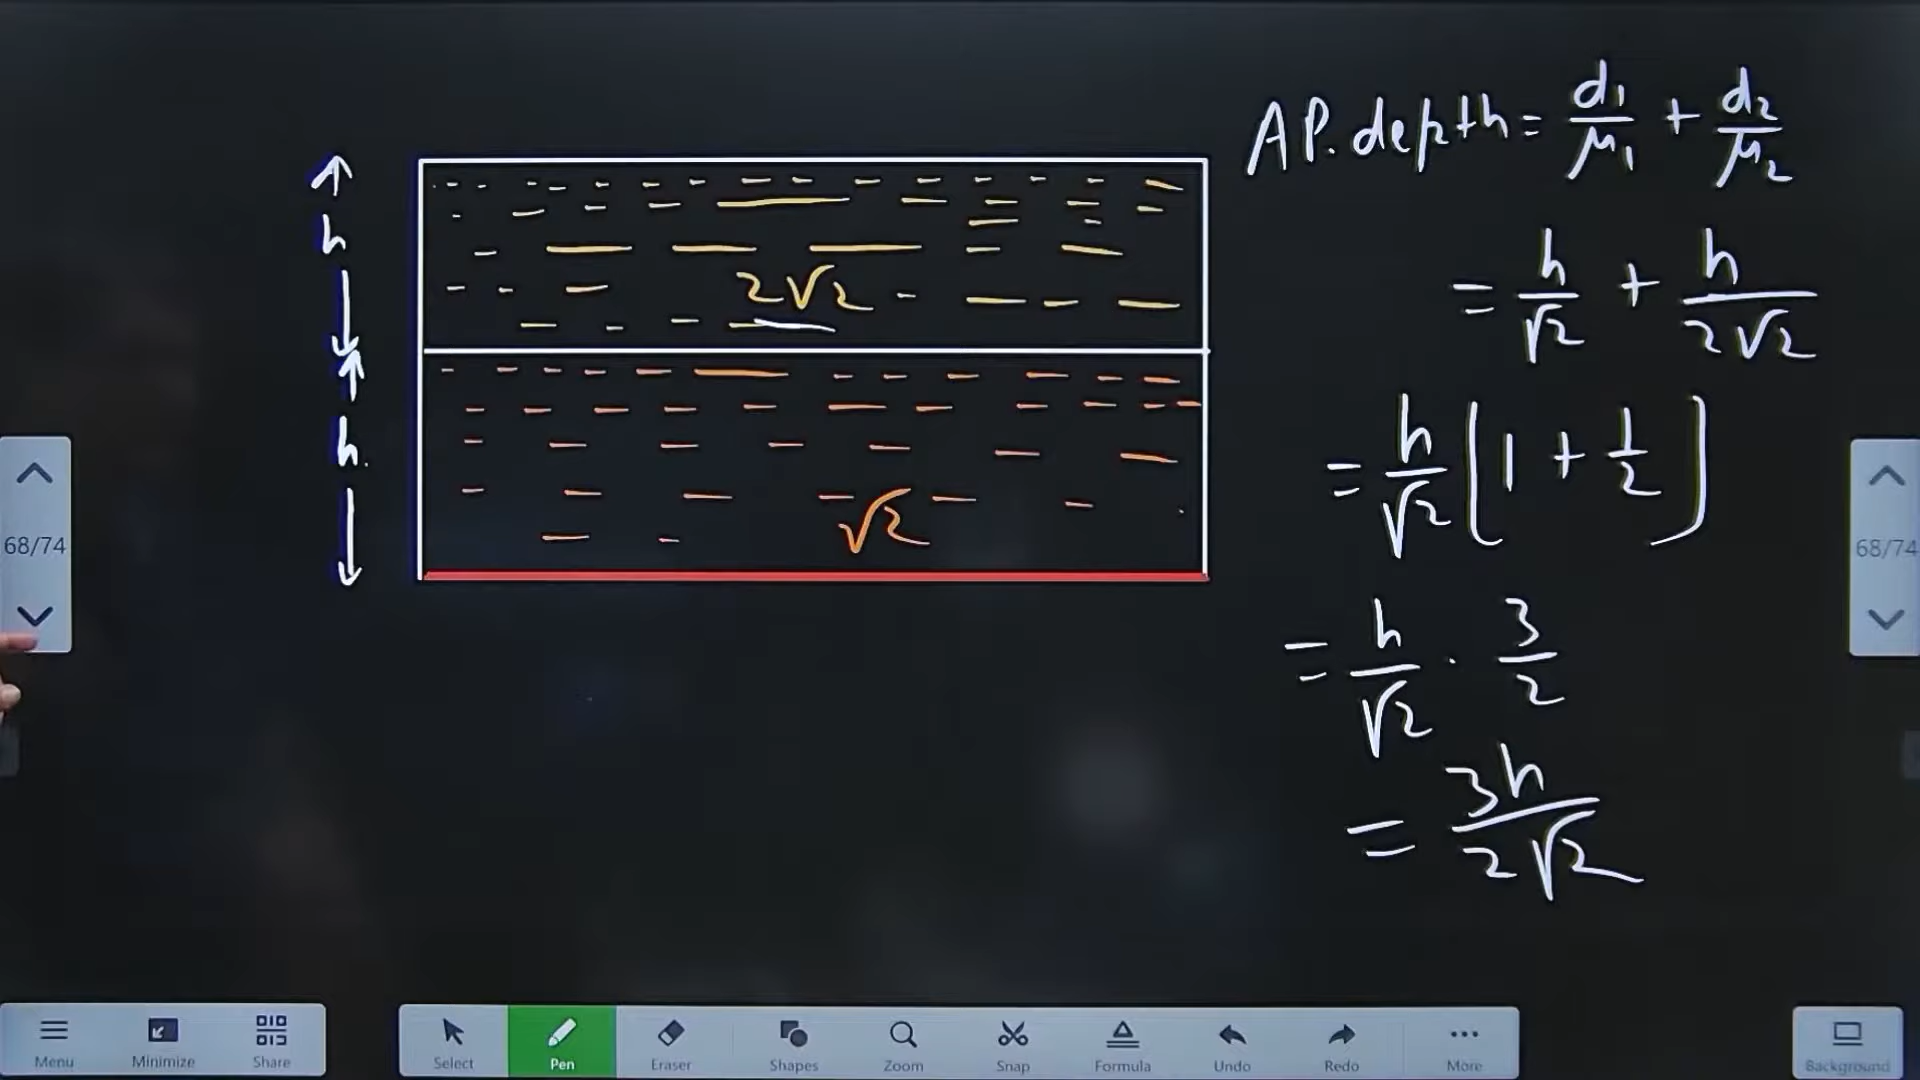 AP. depth = d₁/μ₁ + d₂/μ₂
h
= h/√2 + h/2√2
2√2
h.
= h/√2 [1 + 1/2]
√2
= h/√2 · 3/2
= 3h/2√2
68/74
68/74
Menu Minimize Share Select Pen Eraser Shapes Zoom Snap Formula Undo Redo More Background